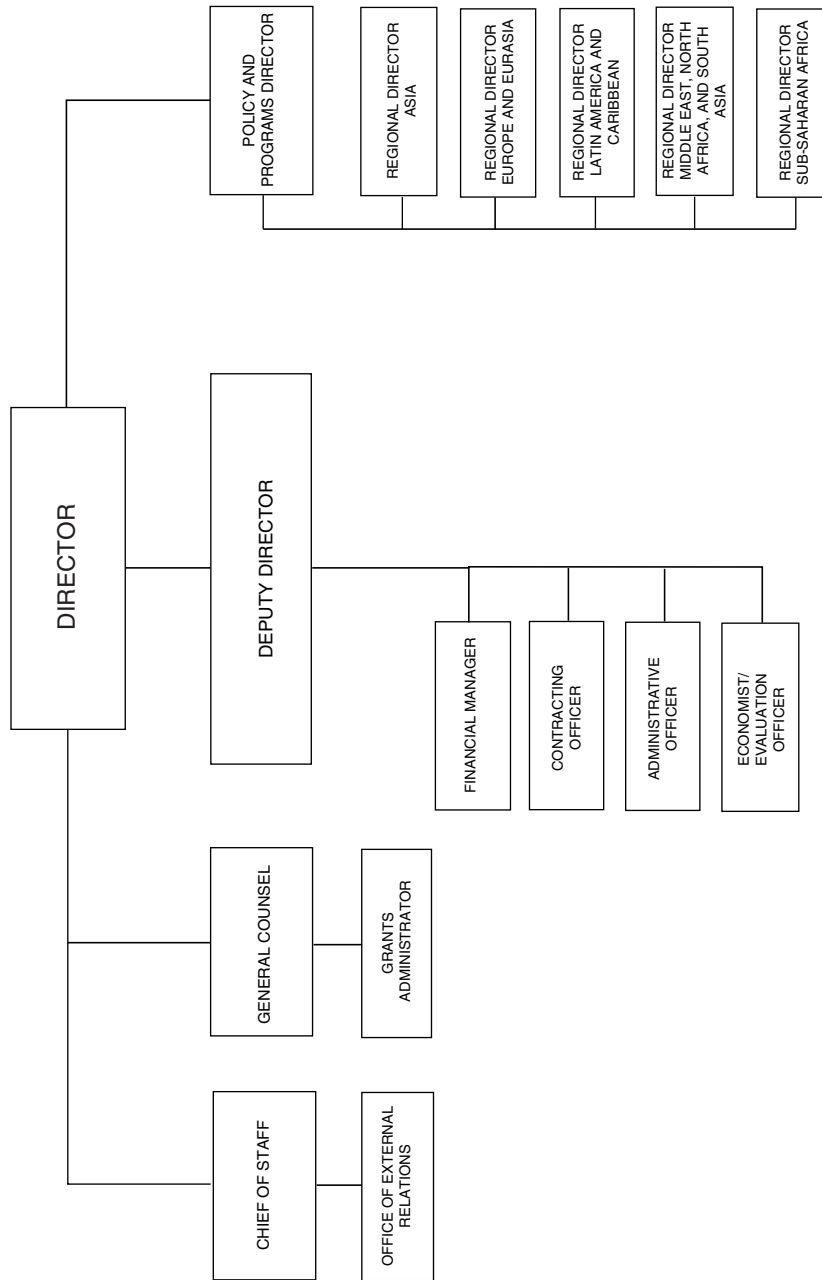 DIRECTOR
CHIEF OF STAFF
GENERAL COUNSEL
DEPUTY DIRECTOR
POLICY AND
PROGRAMS DIRECTOR
OFFICE OF EXTERNAL
RELATIONS
GRANTS
ADMINISTRATOR
FINANCIAL MANAGER
CONTRACTING
OFFICER
ADMINISTRATIVE
OFFICER
ECONOMIST/
EVALUATION
OFFICER
REGIONAL DIRECTOR
ASIA
REGIONAL DIRECTOR
EUROPE AND EURASIA
REGIONAL DIRECTOR
LATIN AMERICA AND
CARIBBEAN
REGIONAL DIRECTOR
MIDDLE EAST, NORTH
AFRICA, AND SOUTH
ASIA
REGIONAL DIRECTOR
SUB-SAHARAN AFRICA